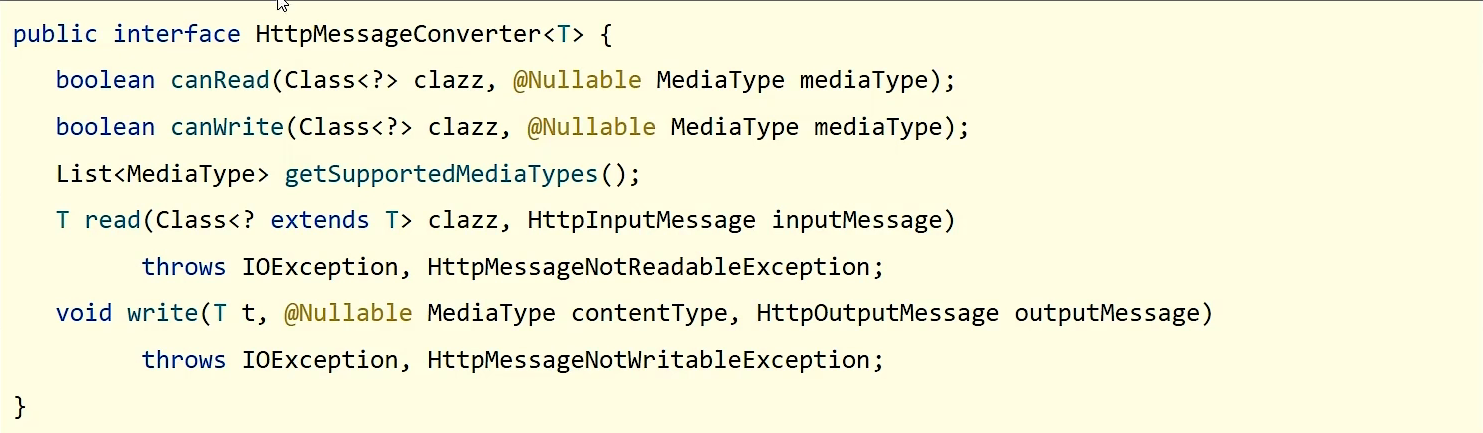 public interface HttpMessageConverter<T> {
boolean canRead(Class<?> clazz, @Nullable MediaType mediaType);
boolean canWrite(Class<?> clazz, @Nullable MediaType mediaType);
List<MediaType> getSupportedMediaTypes();
T read(Class<? extends T> clazz, HttpInputMessage inputMessage)
throws IOException, HttpMessageNotReadableException;
void write(T t, @Nullable MediaType contentType, HttpOutputMessage outputMessage)
throws IOException, HttpMessageNotWritableException;
}